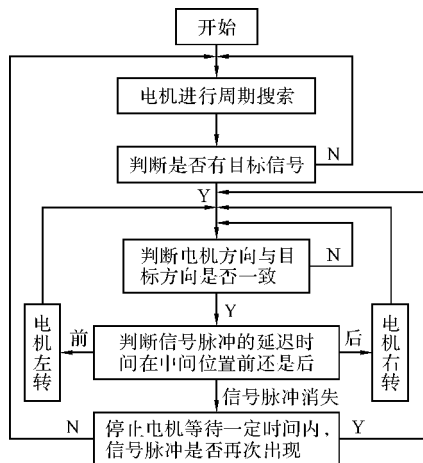 开始
电机进行周期搜索
判断是否有目标信号
N
Y
判断电机方向与目
标方向是否一致
N
Y
电机左转
前
判断信号脉冲的延迟时
间在中间位置前还是后
后
电机右转
信号脉冲消失
N
停止电机等待一定时间内,
信号脉冲是否再次出现
Y